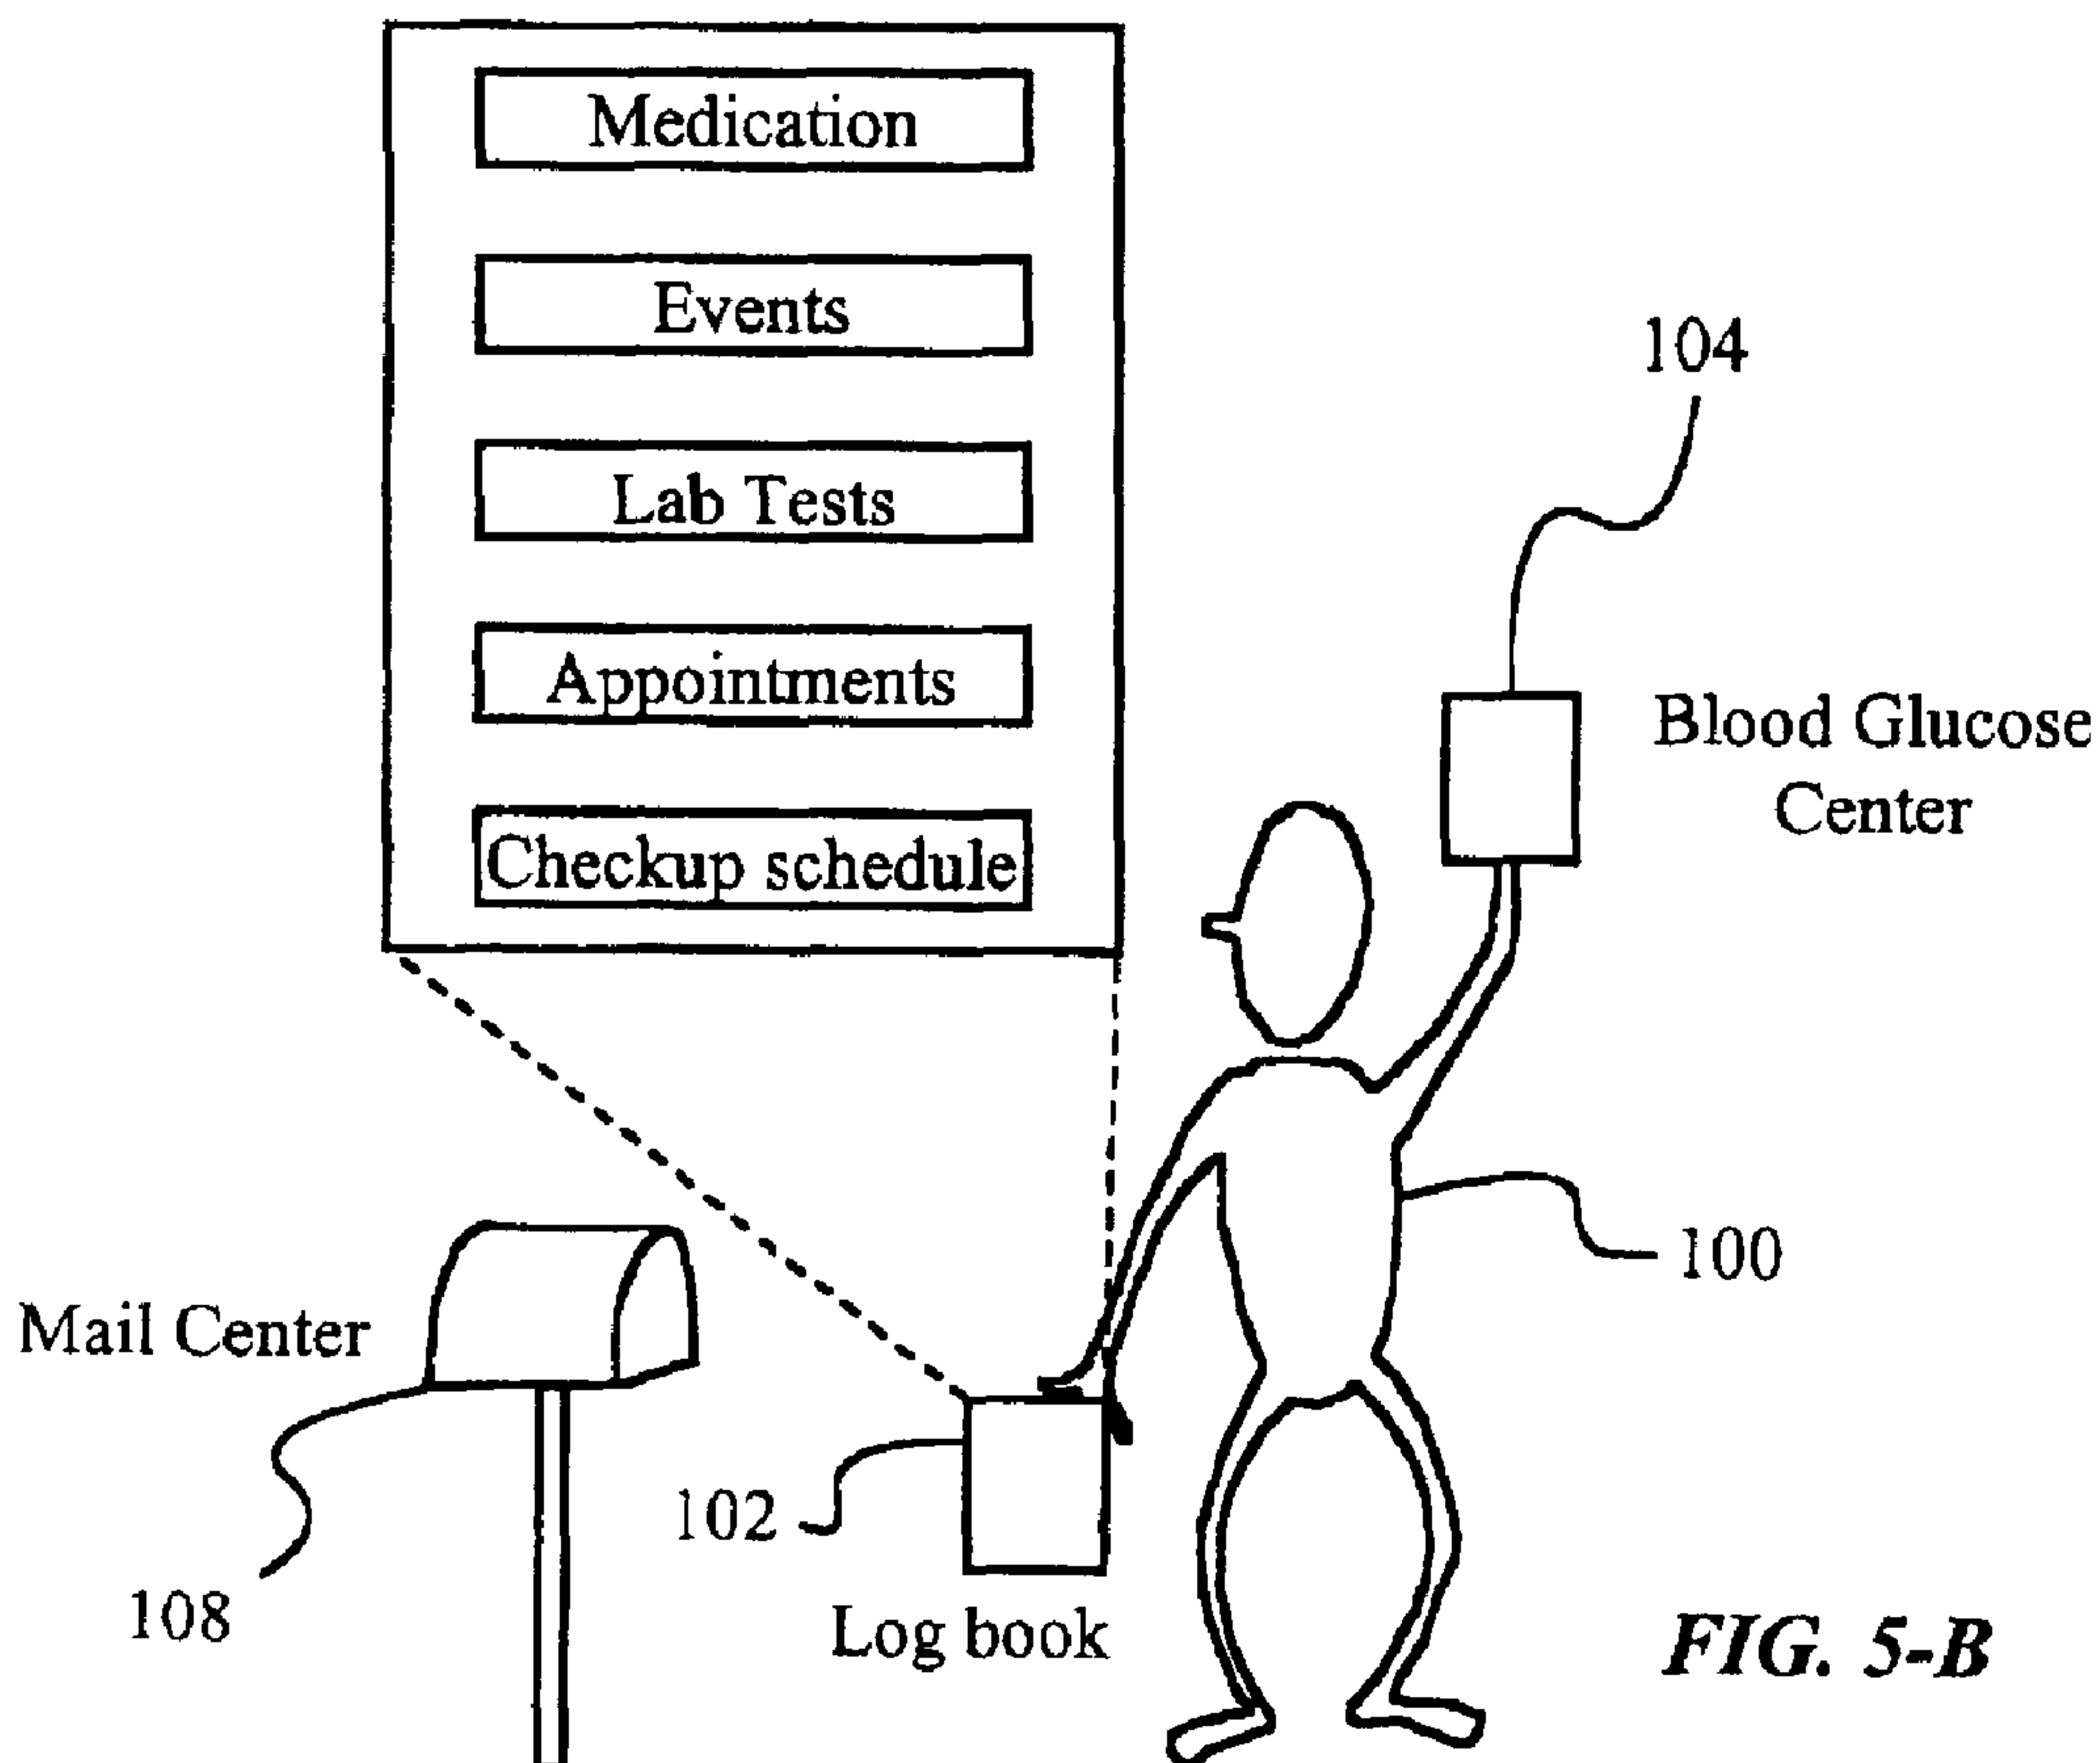 Medication
Events
Lab Tests
Appointments
Checkup schedule
104
Blood Glucose
Center
100
Mail Center
102
108
Log book
FIG. 5-B